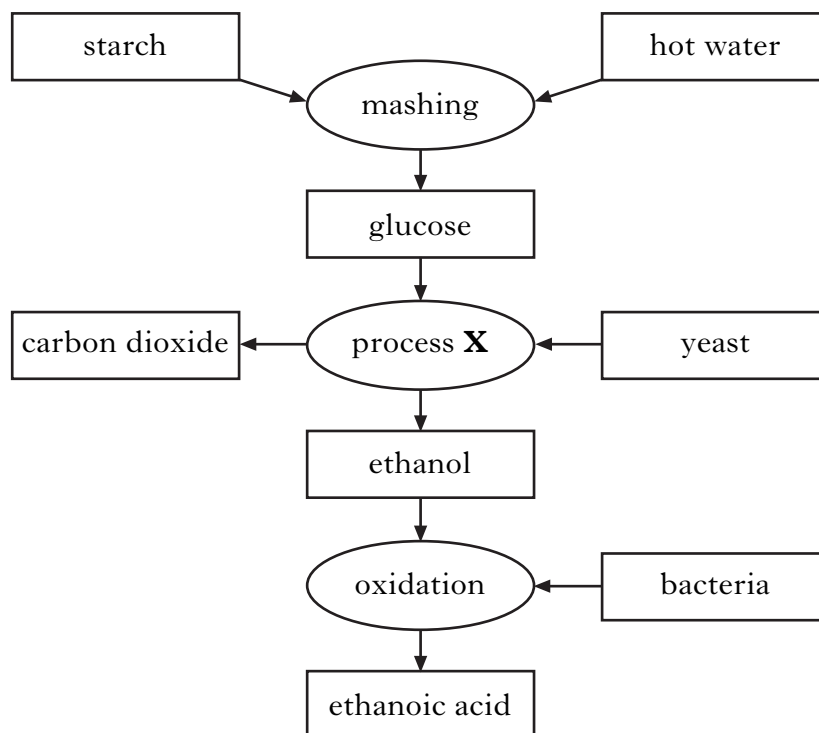 starch
hot water
mashing
glucose
carbon dioxide
process X
yeast
ethanol
oxidation
bacteria
ethanoic acid